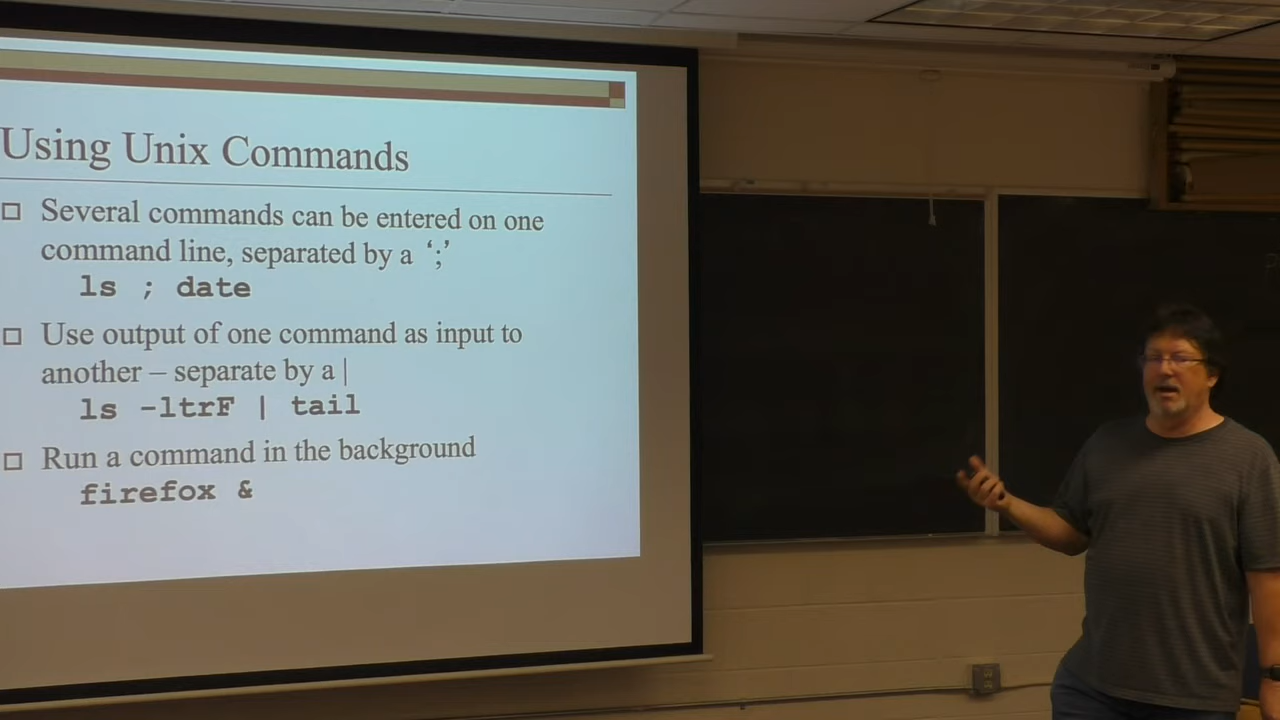 Using Unix Commands
Several commands can be entered on one
command line, separated by a ‘;’
ls ; date
Use output of one command as input to
another – separate by a |
ls -ltrF | tail
Run a command in the background
firefox &